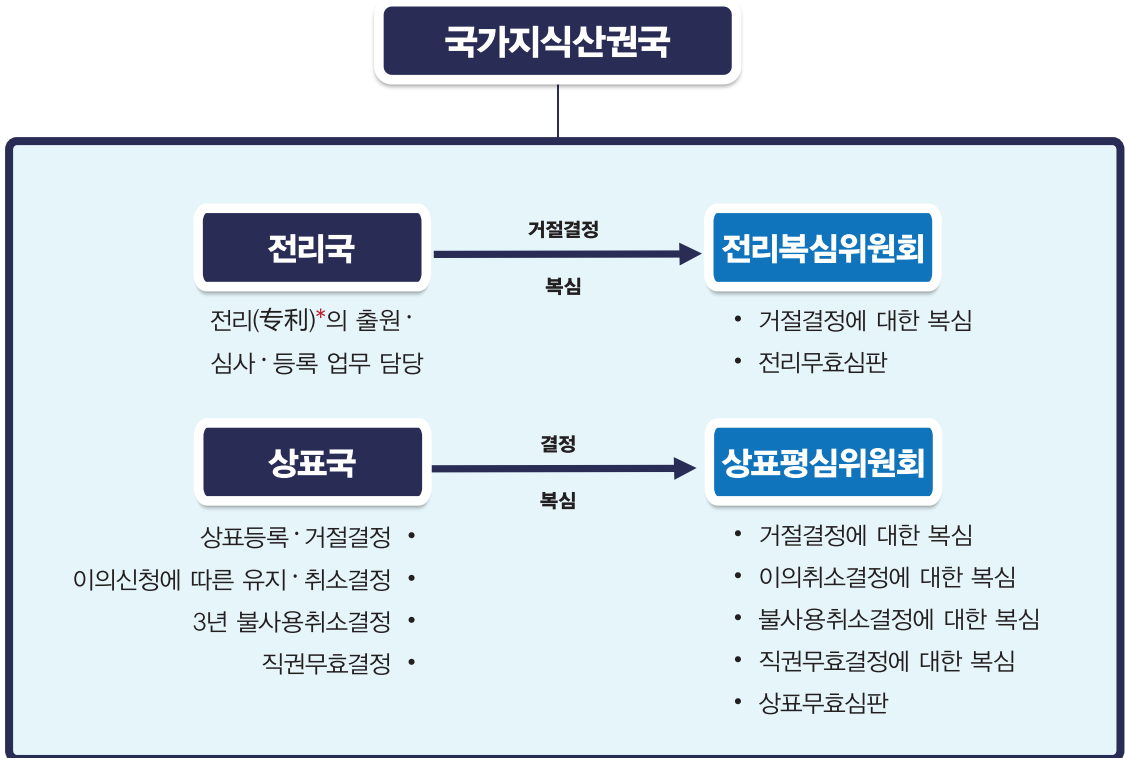 국가지식산권국
전리국
거절결정
복심
전리복심위원회
전리(专利)*의 출원·
심사·등록 업무 담당
• 거절결정에 대한 복심
• 전리무효심판
상표국
결정
복심
상표평심위원회
상표등록·거절결정 •
이의신청에 따른 유지·취소결정 •
3년 불사용취소결정 •
직권무효결정 •
• 거절결정에 대한 복심
• 이의취소결정에 대한 복심
• 불사용취소결정에 대한 복심
• 직권무효결정에 대한 복심
• 상표무효심판